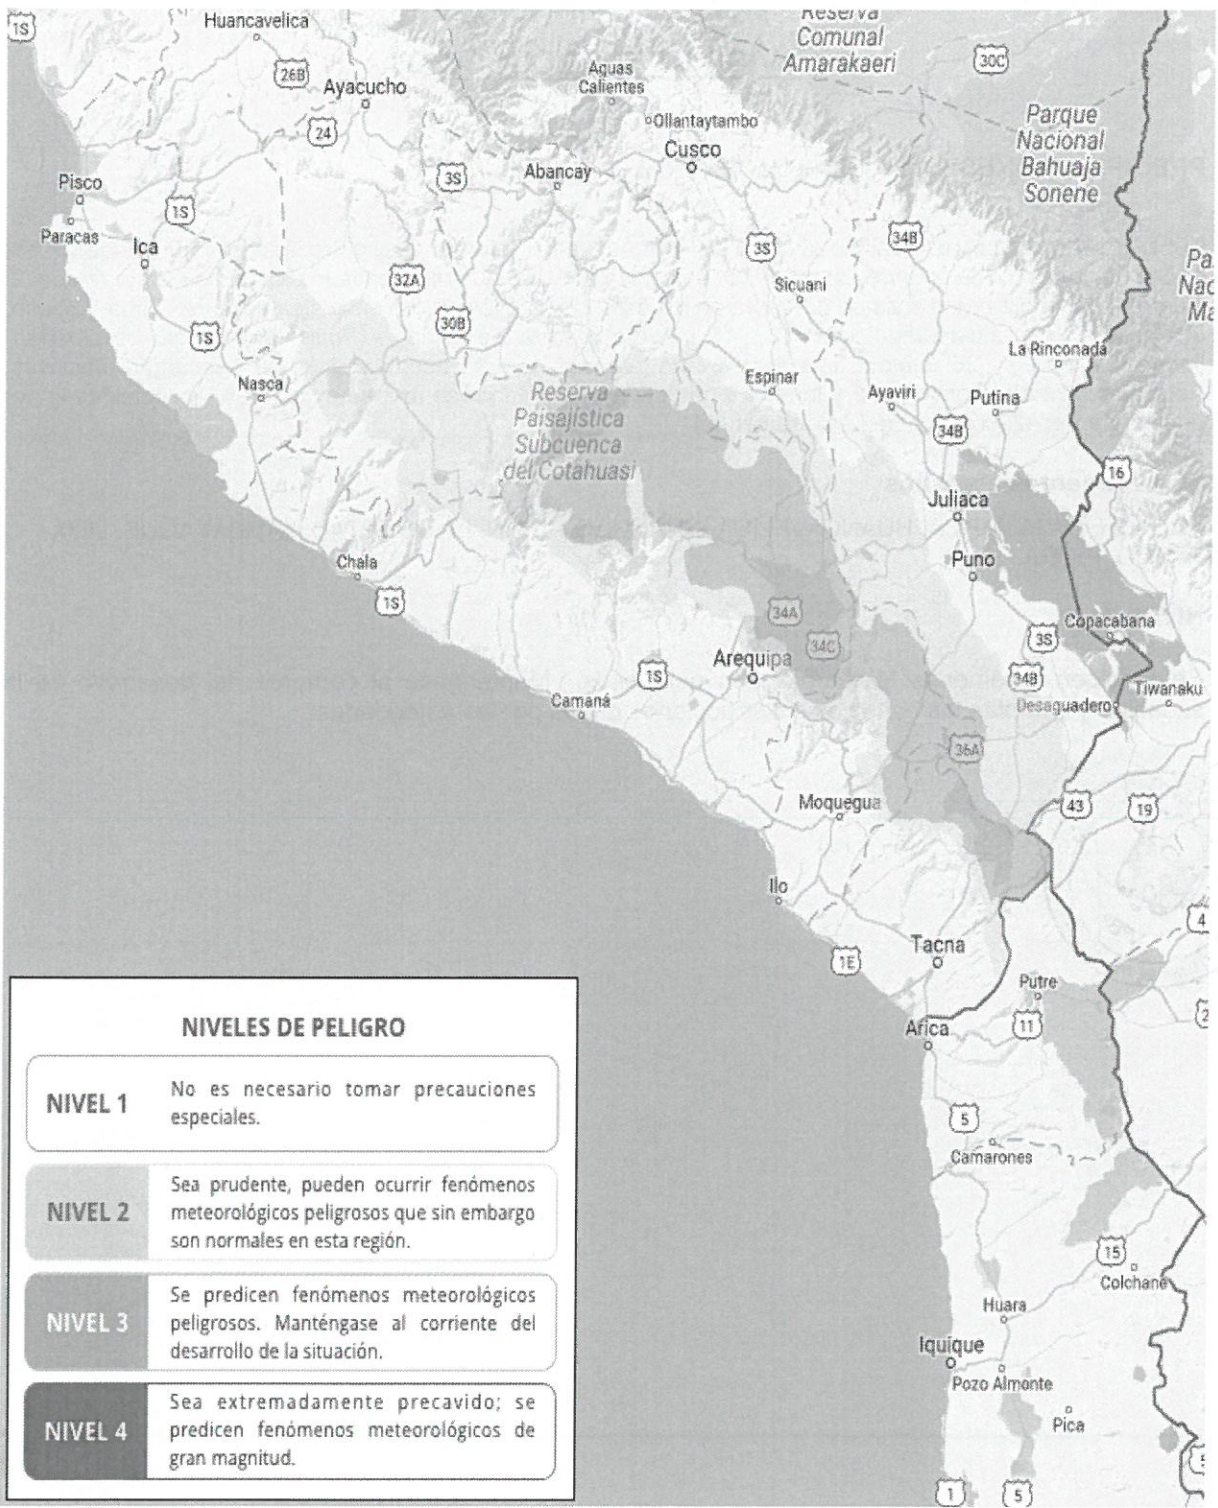 1S
Huancavelica
26B
Ayacucho
24
Aguas
Calientes
Ollantaytambo
Cusco
Reserva
Comunal
Amarakaeri
30C
Parque
Nacional
Bahuaja
Sonene
Pisco
1S
Paracas
Ica
3S
Abancay
3S
34B
32A
Sicuani
30B
1S
La Rinconada
Nasca
Reserva
Paisajística
Subcuenca
del Cotahuasi
Espinar
Ayaviri
Putina
34B
16
Juliaca
Chala
1S
Puno
34A
34C
Copacabana
3S
Arequipa
1S
34B
Camaná
Desaguadero
Tiwanaku
36A
Moquegua
43
19
Ilo
4
1E
Tacna
Putre
2
11
Arica
5
Camarones
15
Colchane
Huara
Iquique
Pozo Almonte
Pica
1
5
NIVELES DE PELIGRO
NIVEL 1
No es necesario tomar precauciones
especiales.
NIVEL 2
Sea prudente, pueden ocurrir fenómenos
meteorológicos peligrosos que sin embargo
son normales en esta región.
NIVEL 3
Se predicen fenómenos meteorológicos
peligrosos. Manténgase al corriente del
desarrollo de la situación.
NIVEL 4
Sea extremadamente precavido; se
predicen fenómenos meteorológicos de
gran magnitud.